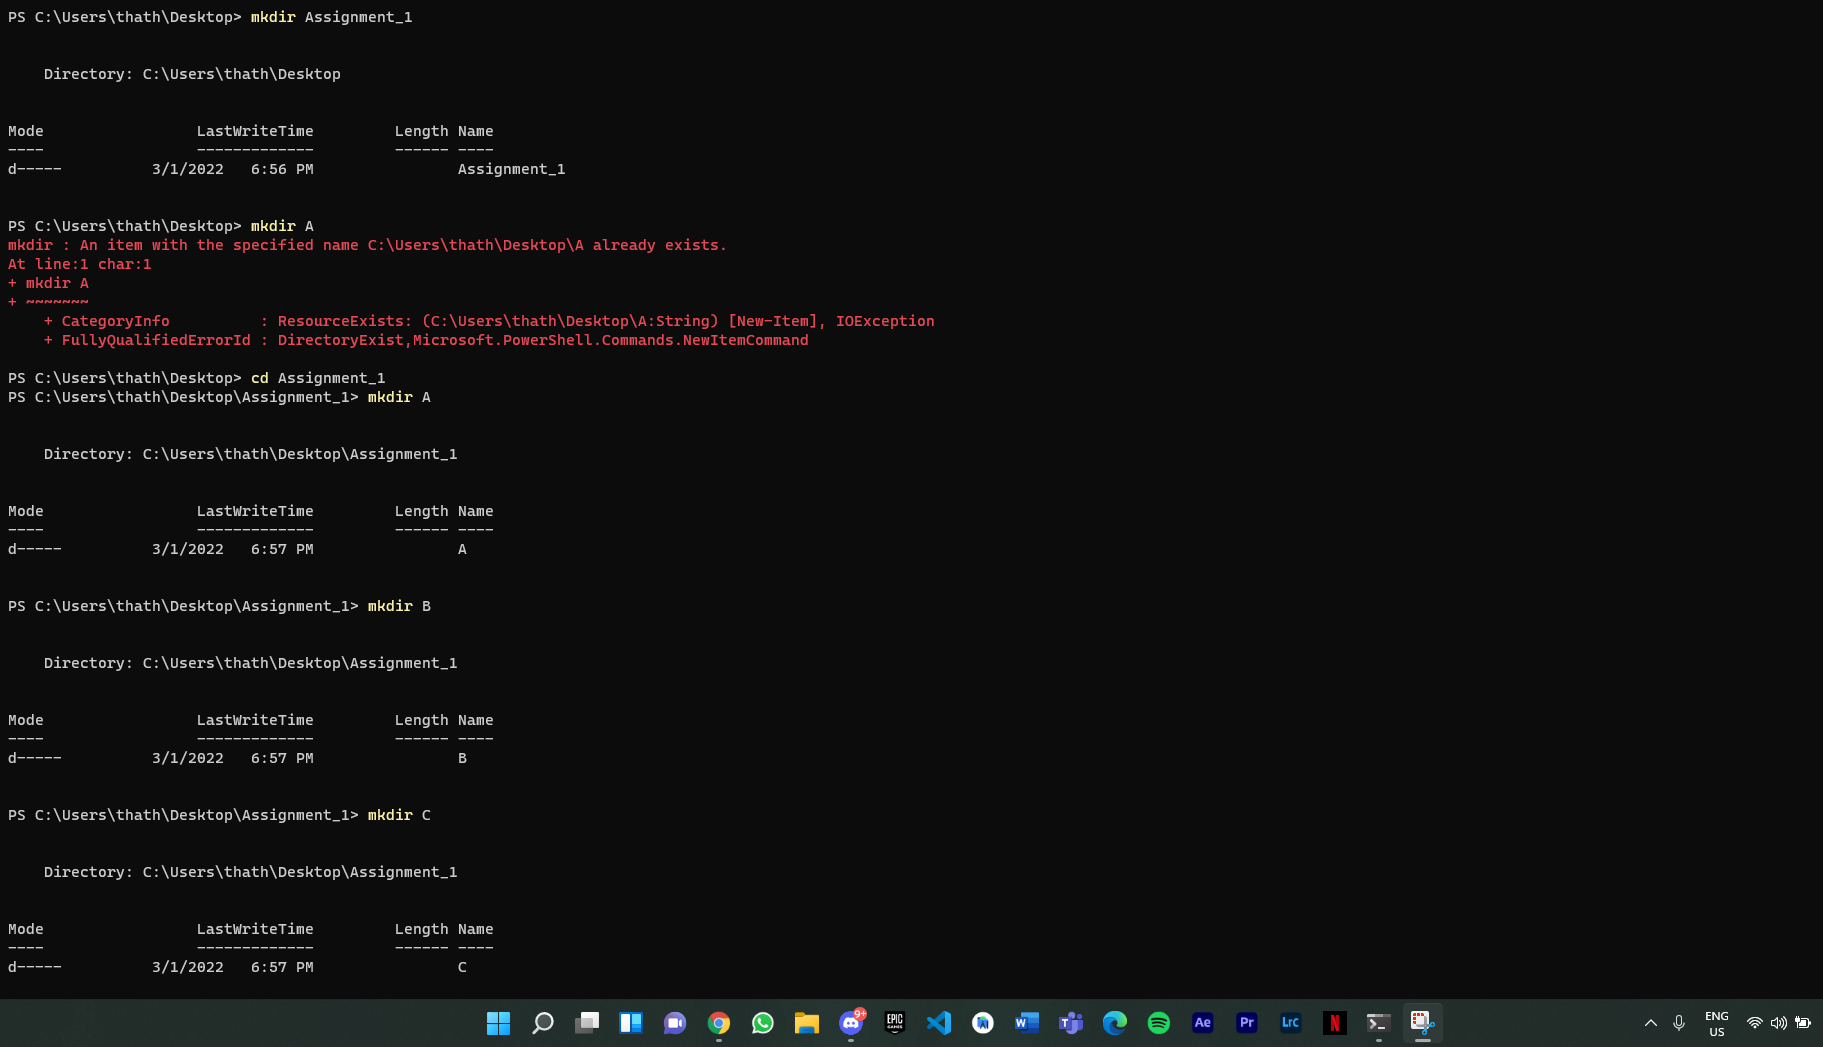 PS C:\Users\thath\Desktop> mkdir Assignment_1
Directory: C:\Users\thath\Desktop
Mode                 LastWriteTime         Length Name
----                 -------------         ------ ----
d-----          3/1/2022   6:56 PM                Assignment_1
PS C:\Users\thath\Desktop> mkdir A
mkdir : An item with the specified name C:\Users\thath\Desktop\A already exists.
At line:1 char:1
+ mkdir A
+ ~~~~~~~
    + CategoryInfo          : ResourceExists: (C:\Users\thath\Desktop\A:String) [New-Item], IOException
    + FullyQualifiedErrorId : DirectoryExist,Microsoft.PowerShell.Commands.NewItemCommand
PS C:\Users\thath\Desktop> cd Assignment_1
PS C:\Users\thath\Desktop\Assignment_1> mkdir A
    Directory: C:\Users\thath\Desktop\Assignment_1
Mode                 LastWriteTime         Length Name
----                 -------------         ------ ----
d-----          3/1/2022   6:57 PM                A
PS C:\Users\thath\Desktop\Assignment_1> mkdir B
    Directory: C:\Users\thath\Desktop\Assignment_1
Mode                 LastWriteTime         Length Name
----                 -------------         ------ ----
d-----          3/1/2022   6:57 PM                B
PS C:\Users\thath\Desktop\Assignment_1> mkdir C
    Directory: C:\Users\thath\Desktop\Assignment_1
Mode                 LastWriteTime         Length Name
----                 -------------         ------ ----
d-----          3/1/2022   6:57 PM                C
9+
EPIC
GAMES
W
T
Ae
Pr
LrC
N
ENG
US